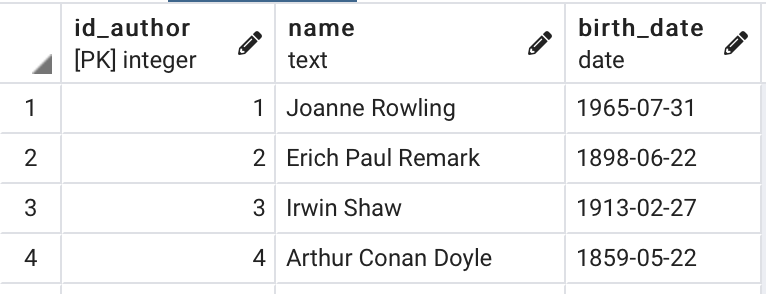 id_author name birth_date
[PK] integer text date
1 1 Joanne Rowling 1965-07-31
2 2 Erich Paul Remark 1898-06-22
3 3 Irwin Shaw 1913-02-27
4 4 Arthur Conan Doyle 1859-05-22